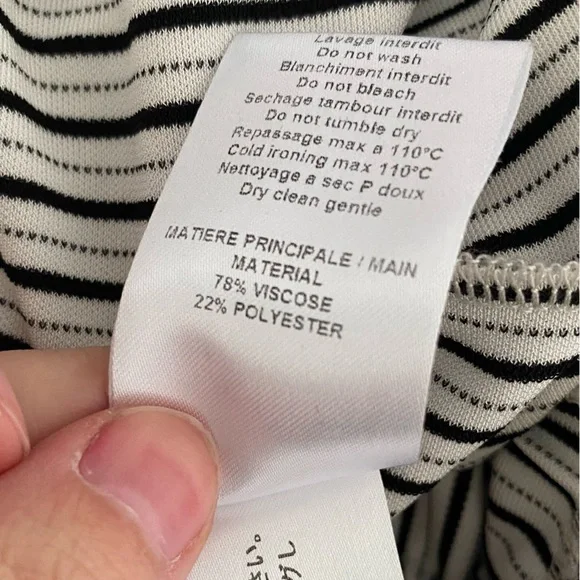 Lavage interdit
Do not wash
Blanchiment interdit
Do not bleach
Sechage tambour interdit
Do not tumble dry
Repassage max a 110°C
Cold ironing max 110°C
Nettoyage a sec P doux
Dry clean gentle
MATIERE PRINCIPALE / MAIN
MATERIAL
78% VISCOSE
22% POLYESTER